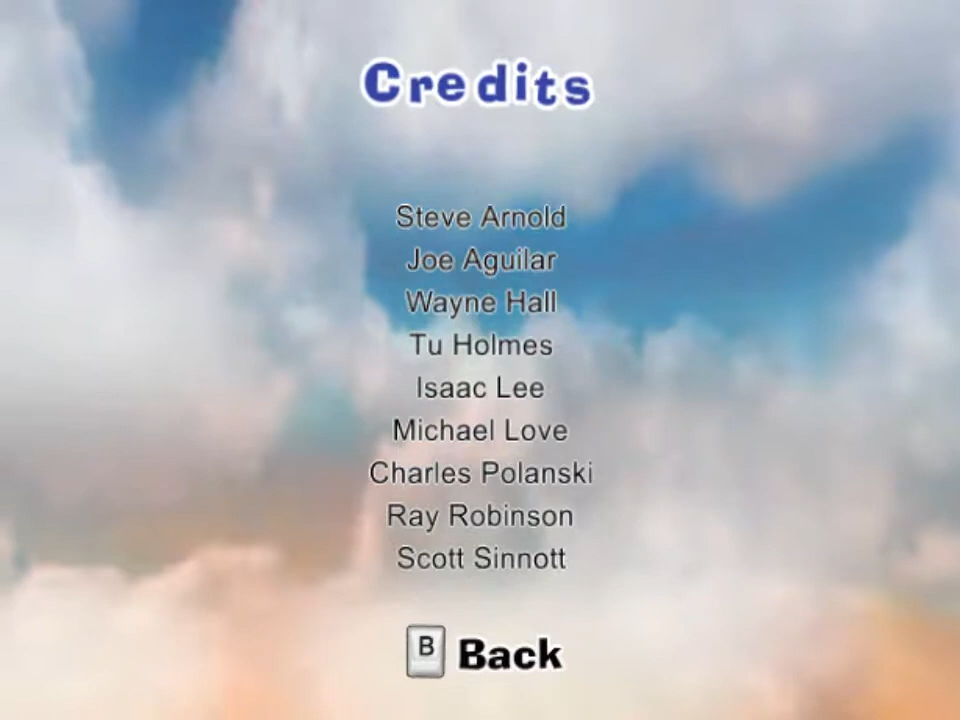 Credits
Steve Arnold
Joe Aguilar
Wayne Hall
Tu Holmes
Isaac Lee
Michael Love
Charles Polanski
Ray Robinson
Scott Sinnott
B Back